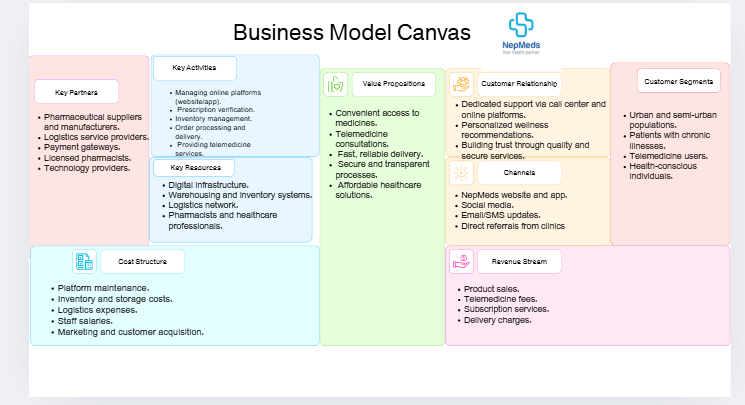 Business Model Canvas
NepMeds
Your health partner
Key Partners
• Pharmaceutical suppliers
and manufacturers.
• Logistics service providers.
• Payment gateways.
• Licensed pharmacists.
• Technology providers.
Key Activities
• Managing online platforms
(website/app).
• Prescription verification.
• Inventory management.
• Order processing and
delivery.
• Providing telemedicine
services.
Key Resources
• Digital infrastructure.
• Warehousing and inventory systems.
• Logistics network.
• Pharmacists and healthcare
professionals.
Value Propositions
• Convenient access to
medicines.
• Telemedicine
consultations.
• Fast, reliable delivery.
• Secure and transparent
processes.
• Affordable healthcare
solutions.
Customer Relationship
• Dedicated support via call center and
online platforms.
• Personalized wellness
recommendations.
• Building trust through quality and
secure services.
Channels
• NepMeds website and app.
• Social media.
• Email/SMS updates.
• Direct referrals from clinics
Customer Segments
• Urban and semi-urban
populations.
• Patients with chronic
illnesses.
• Telemedicine users.
• Health-conscious
individuals.
Cost Structure
• Platform maintenance.
• Inventory and storage costs.
• Logistics expenses.
• Staff salaries.
• Marketing and customer acquisition.
Revenue Stream
• Product sales.
• Telemedicine fees.
• Subscription services.
• Delivery charges.